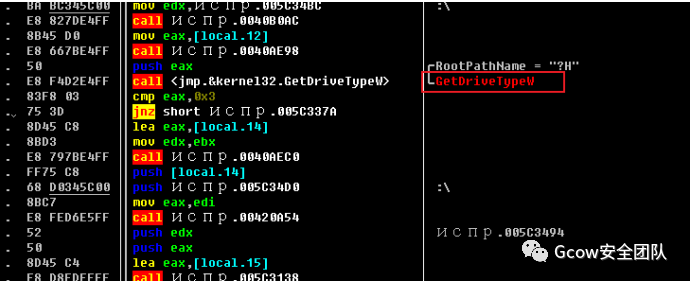 . BA BC345C00 mov edx,испр.005C34BC :\
. E8 827DE4FF call испр.0040B0AC
. 8B45 D0 mov eax,[local.12]
. E8 667BE4FF call испр.0040AE98
. 50 push eax ┌RootPathName = "?H"
. E8 F4D2E4FF call <jmp.&kernel32.GetDriveTypeW> └GetDriveTypeW
. 83F8 03 cmp eax,0x3
. 75 3D jnz short испр.005C337A
. 8D45 C8 lea eax,[local.14]
. 8BD3 mov edx,ebx
. E8 797BE4FF call испр.0040AEC0
. FF75 C8 push [local.14]
. 68 D0345C00 push испр.005C34D0 :\
. 8BC7 mov eax,edi
. E8 FED6E5FF call испр.00420A54
. 52 push edx испр.005C3494
. 50 push eax
. 8D45 C4 lea eax,[local.15]
. E8 D8FDFFFF call испр.005C3138
Gcow安全团队